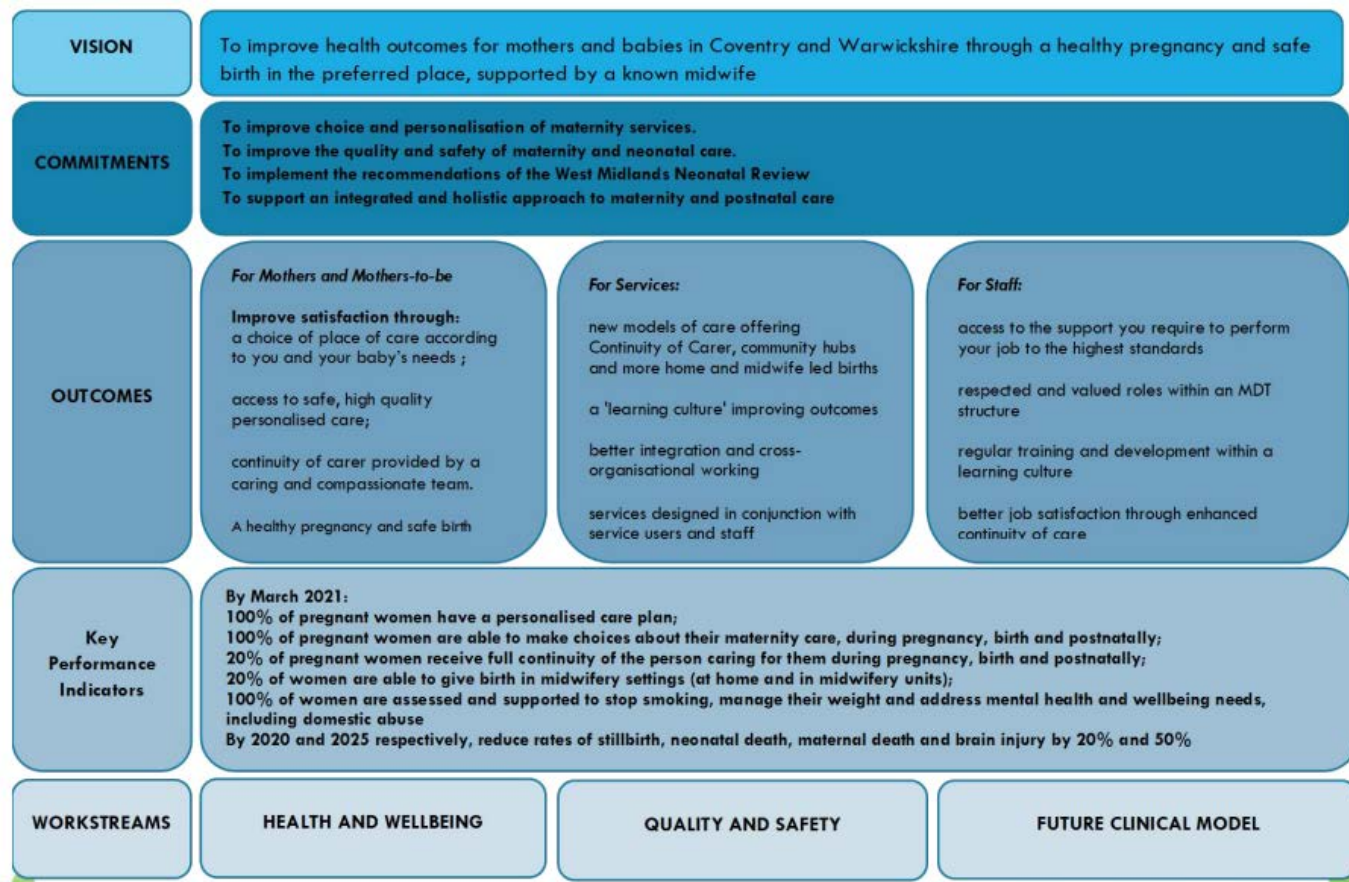 VISION
To improve health outcomes for mothers and babies in Coventry and Warwickshire through a healthy pregnancy and safe
birth in the preferred place, supported by a known midwife
COMMITMENTS
To improve choice and personalisation of maternity services.
To improve the quality and safety of maternity and neonatal care.
To implement the recommendations of the West Midlands Neonatal Review
To support an integrated and holistic approach to maternity and postnatal care
OUTCOMES
For Mothers and Mothers-to-be
Improve satisfaction through:
a choice of place of care according
to you and your baby's needs ;
access to safe, high quality
personalised care;
continuity of carer provided by a
caring and compassionate team.
A healthy pregnancy and safe birth
For Services:
new models of care offering
Continuity of Carer, community hubs
and more home and midwife led births
a 'learning culture' improving outcomes
better integration and cross-
organisational working
services designed in conjunction with
service users and staff
For Staff:
access to the support you require to perform
your job to the highest standards
respected and valued roles within an MDT
structure
regular training and development within a
learning culture
better job satisfaction through enhanced
continuity of care
Key
Performance
Indicators
By March 2021:
100% of pregnant women have a personalised care plan;
100% of pregnant women are able to make choices about their maternity care, during pregnancy, birth and postnatally;
20% of pregnant women receive full continuity of the person caring for them during pregnancy, birth and postnatally;
20% of women are able to give birth in midwifery settings (at home and in midwifery units);
100% of women are assessed and supported to stop smoking, manage their weight and address mental health and wellbeing needs,
including domestic abuse
By 2020 and 2025 respectively, reduce rates of stillbirth, neonatal death, maternal death and brain injury by 20% and 50%
WORKSTREAMS
HEALTH AND WELLBEING
QUALITY AND SAFETY
FUTURE CLINICAL MODEL